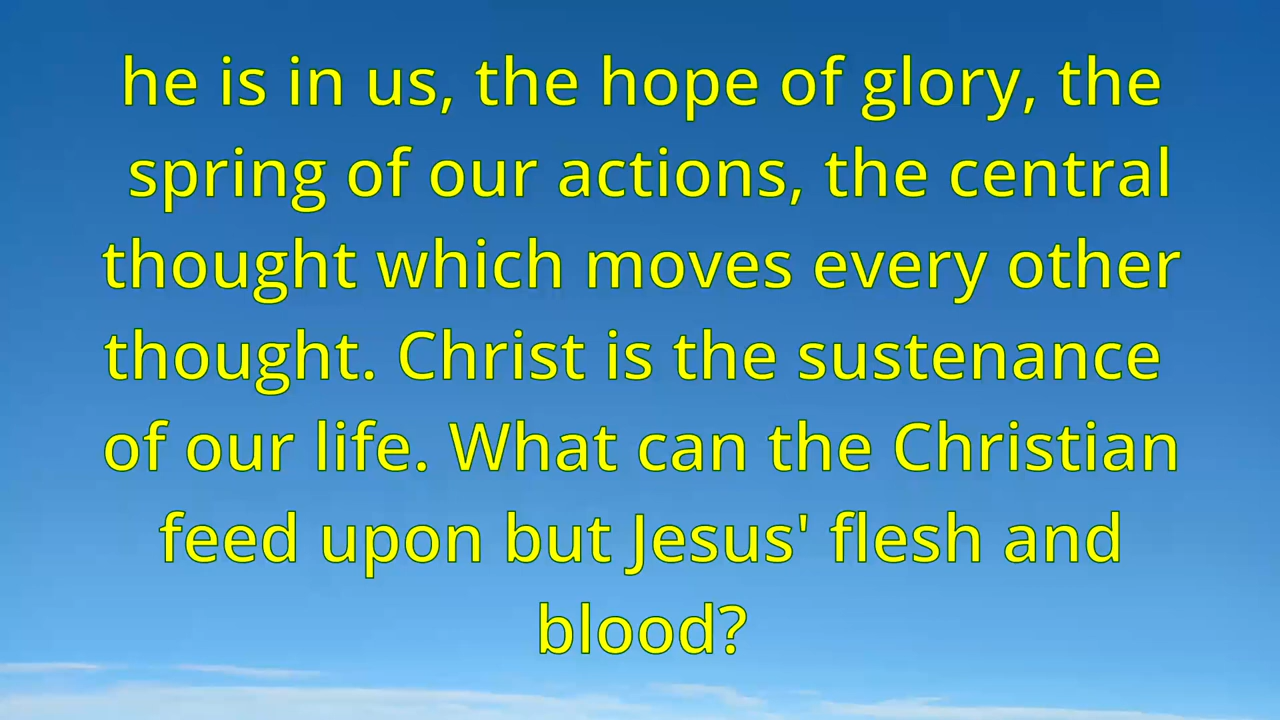 he is in us, the hope of glory, the
spring of our actions, the central
thought which moves every other
thought. Christ is the sustenance
of our life. What can the Christian
feed upon but Jesus' flesh and
blood?